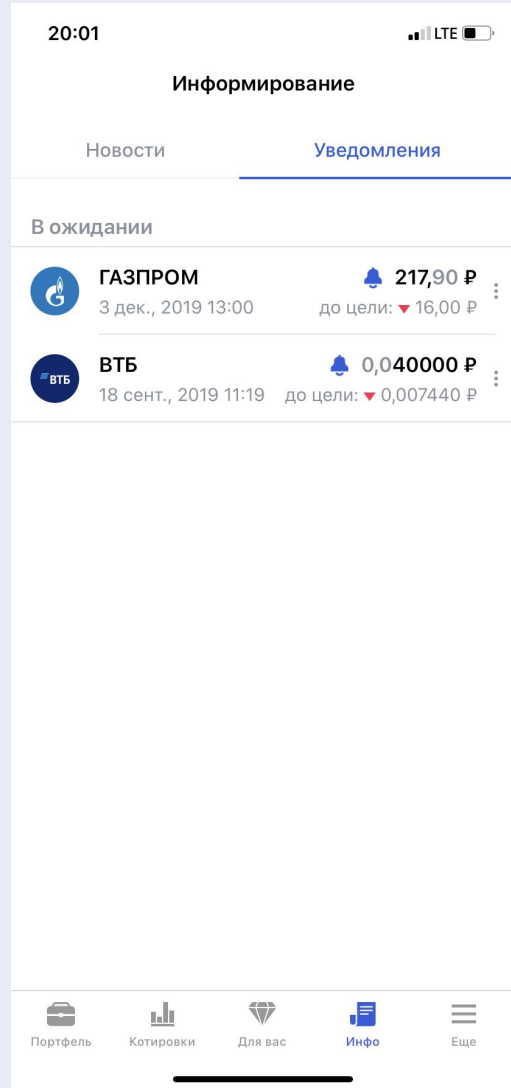 20:01 LTE
Информирование
Новости Уведомления
В ожидании
ГАЗПРОМ 217,90 ₽
3 дек., 2019 13:00 до цели: ▼ 16,00 ₽
ВТБ ВТБ 0,040000 ₽
18 сент., 2019 11:19 до цели: ▼ 0,007440 ₽
Портфель Котировки Для вас Инфо Еще